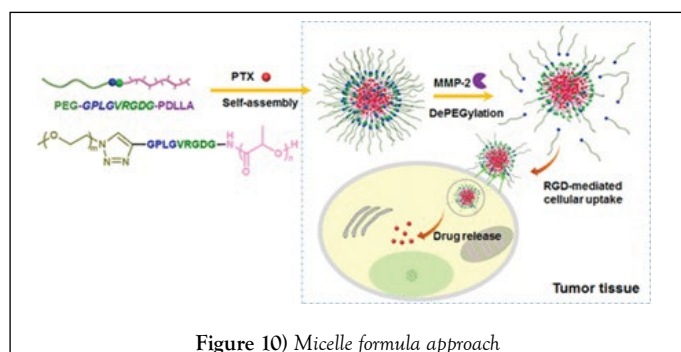 PTX
Self-assembly
PEG-GPLGVRGDG-PDLLA
MMP-2
DePEGylation
O
m
N
N=N
GPLGVRGDG
H
N
O
O
n
H
RGD-mediated
cellular uptake
Drug release
Tumor tissue
Figure 10) Micelle formula approach